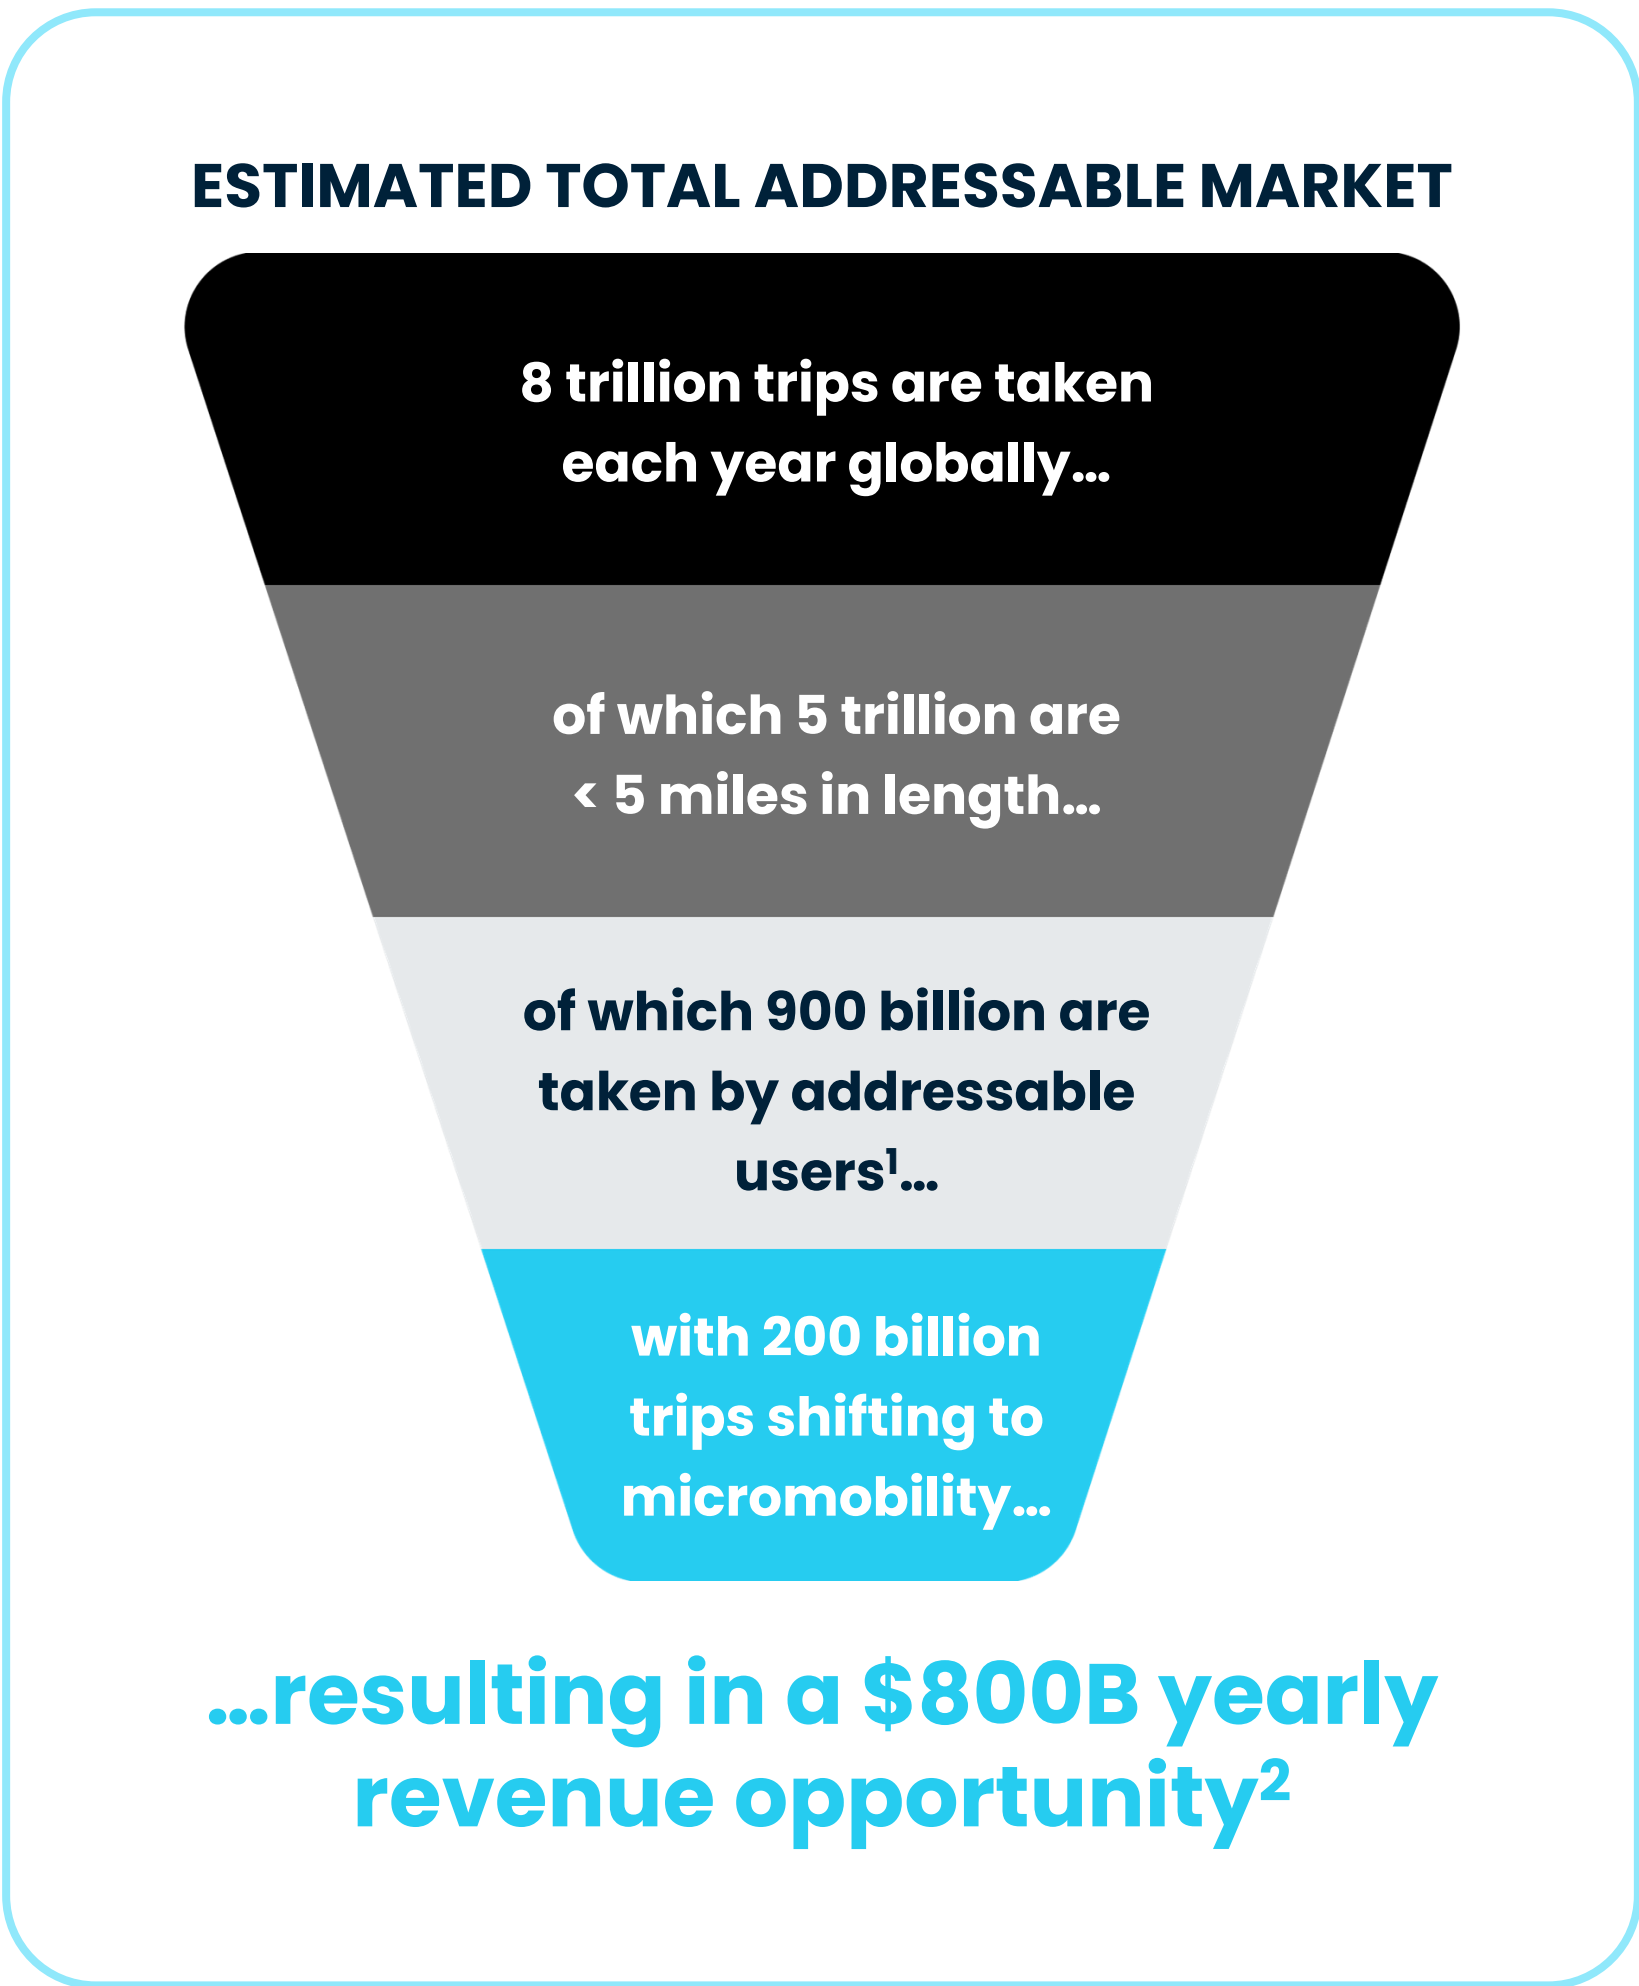 ESTIMATED TOTAL ADDRESSABLE MARKET
8 trillion trips are taken
each year globally...
of which 5 trillion are
< 5 miles in length...
of which 900 billion are
taken by addressable
users¹...
with 200 billion
trips shifting to
micromobility...
...resulting in a $800B yearly
revenue opportunity²